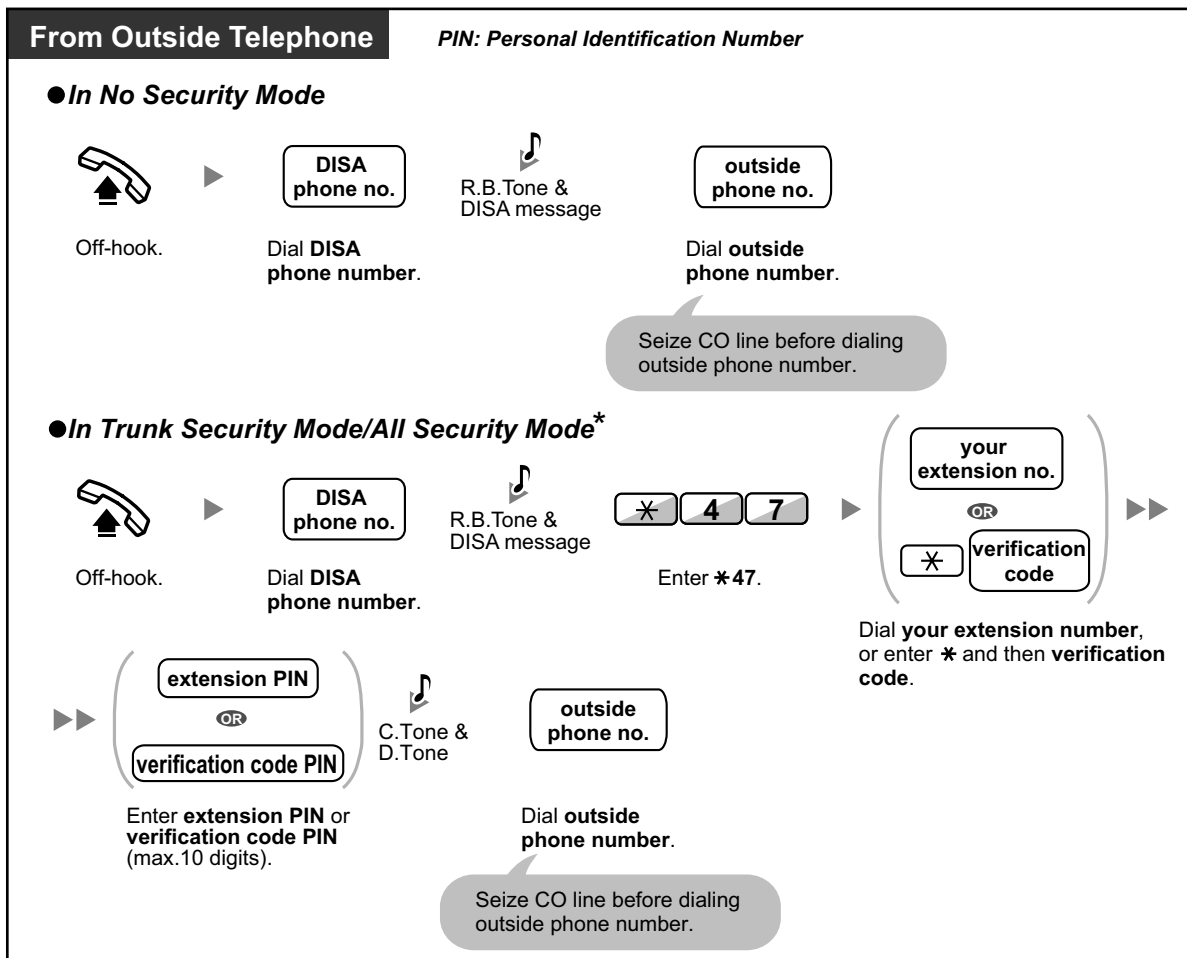 From Outside Telephone
PIN: Personal Identification Number
●In No Security Mode
DISA
phone no.
R.B.Tone &
DISA message
outside
phone no.
Off-hook.
Dial DISA
phone number.
Dial outside
phone number.
Seize CO line before dialing
outside phone number.
●In Trunk Security Mode/All Security Mode*
DISA
phone no.
R.B.Tone &
DISA message
* 4 7
your
extension no.
OR
* verification
code
Off-hook.
Dial DISA
phone number.
Enter *47.
Dial your extension number,
or enter * and then verification
code.
extension PIN
OR
verification code PIN
C.Tone &
D.Tone
outside
phone no.
Enter extension PIN or
verification code PIN
(max.10 digits).
Dial outside
phone number.
Seize CO line before dialing
outside phone number.